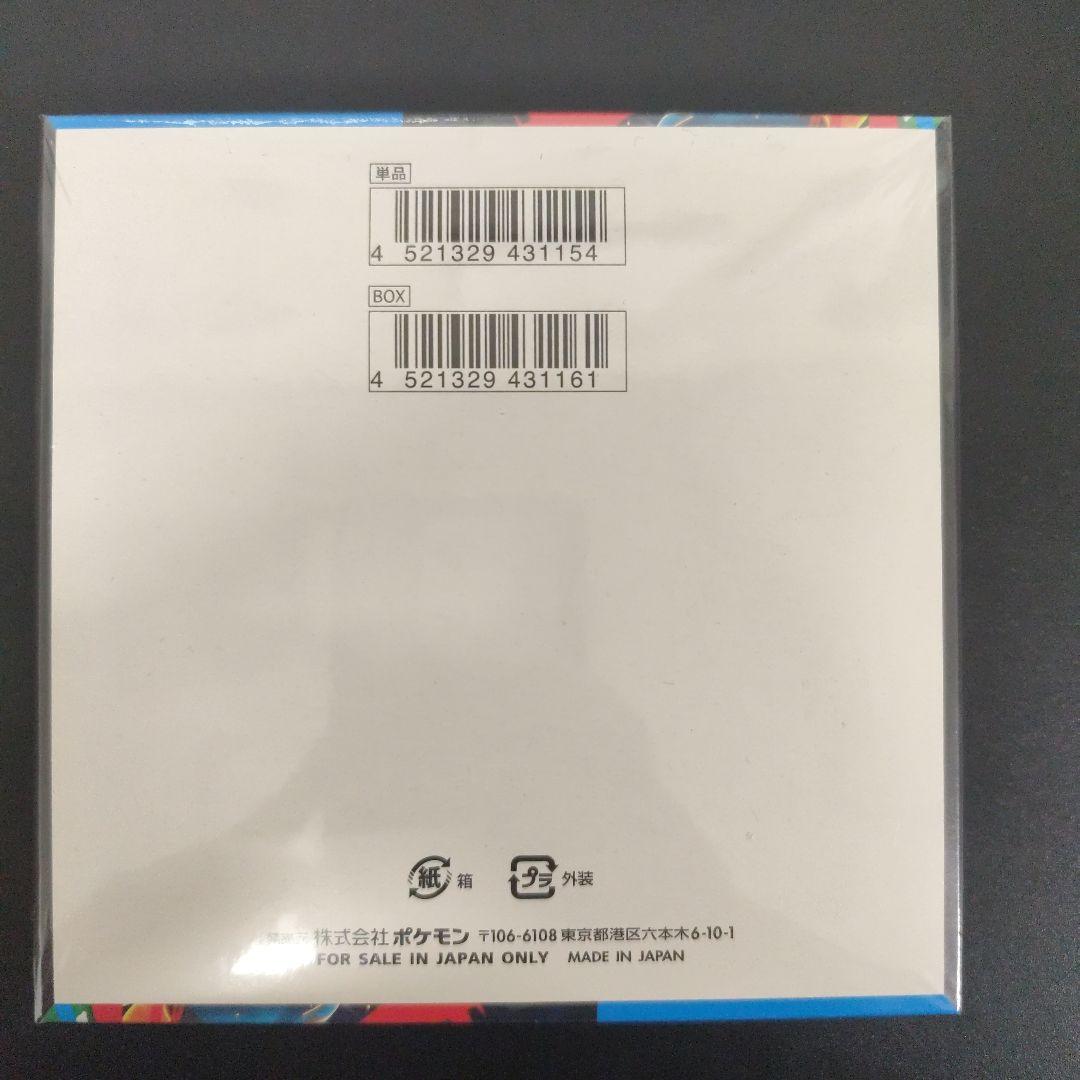 単品
4 521329 431154
BOX
4 521329 431161
紙 箱 プラ 外装
株式会社 ポケモン 〒106-6108 東京都港区六本木6-10-1
FOR SALE IN JAPAN ONLY MADE IN JAPAN